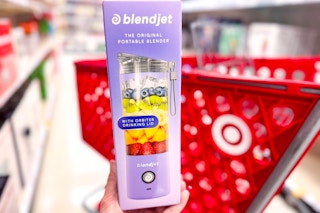 blendjet
THE ORIGINAL
PORTABLE BLENDER
WITH ORBITER
DRINKING LID
blendjet